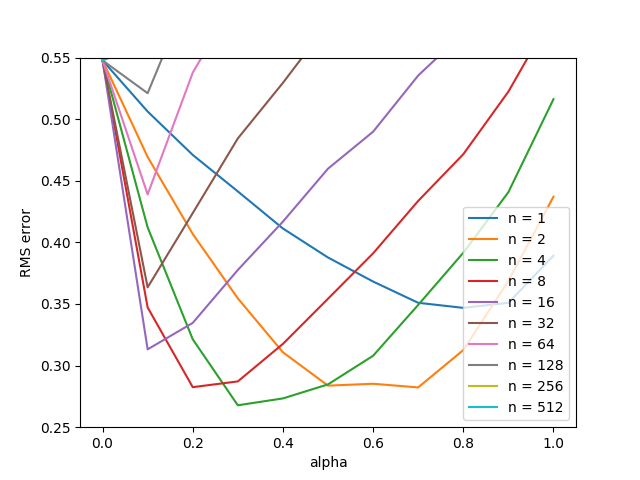 0.55
0.50
0.45
0.40
0.35
0.30
0.25
RMS error
0.0
0.2
0.4
0.6
0.8
1.0
alpha
n = 1
n = 2
n = 4
n = 8
n = 16
n = 32
n = 64
n = 128
n = 256
n = 512